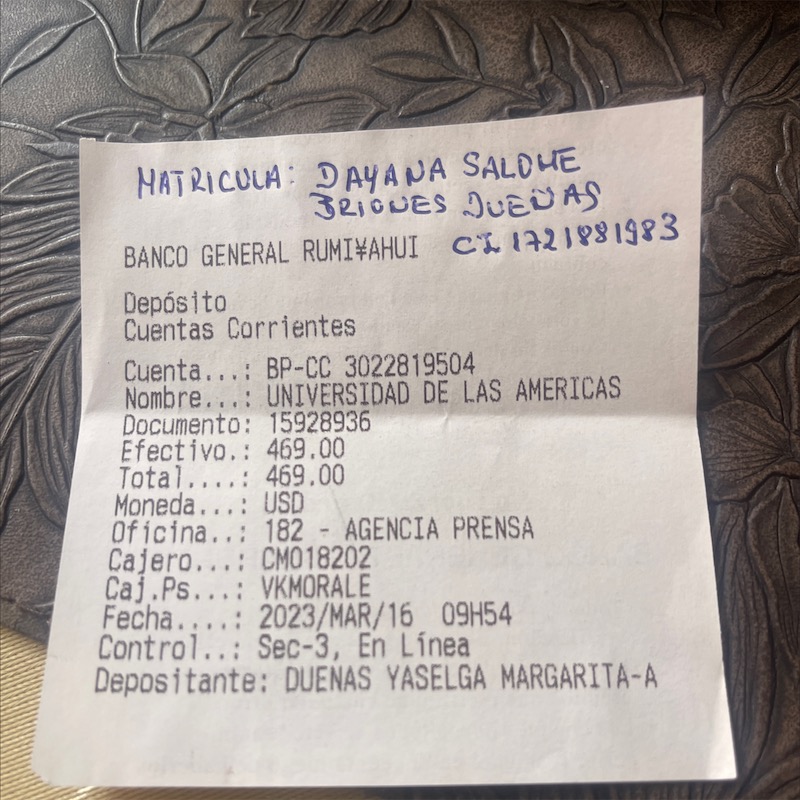 MATRICULA: DAYANA SALOME
BRIONES DUEÑAS
CI 1721881983
BANCO GENERAL RUMI¥AHUI
Depósito
Cuentas Corrientes
Cuenta...: BP-CC 3022819504
Nombre...: UNIVERSIDAD DE LAS AMERICAS
Documento: 15928936
Efectivo.: 469.00
Total....: 469.00
Moneda...: USD
Oficina..: 182 - AGENCIA PRENSA
Cajero...: CMO18202
Caj.Ps...: VKMORALE
Fecha....: 2023/MAR/16 09H54
Control..: Sec-3, En Línea
Depositante: DUENAS YASELGA MARGARITA-A